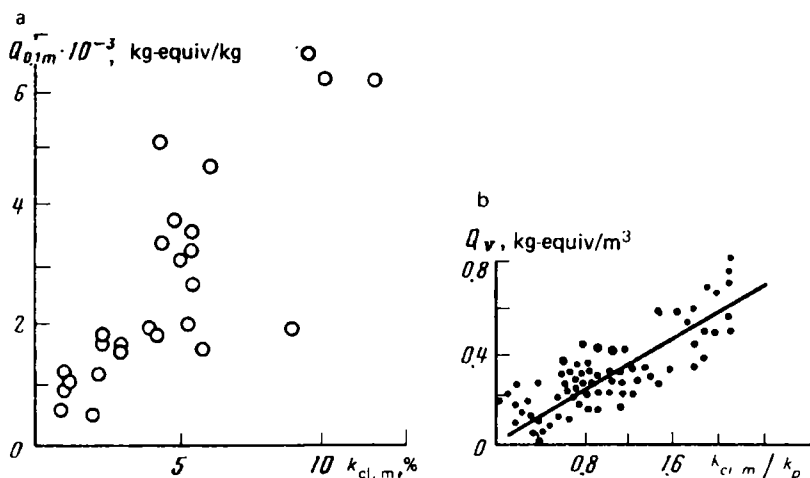 a
Q0,1m · 10⁻³, kg-equiv/kg
6
4
2
0
5
10
kcl.m, %
b
Qv, kg-equiv/m³
0.8
0.4
0
0.8
1.6
kcl.m / kp